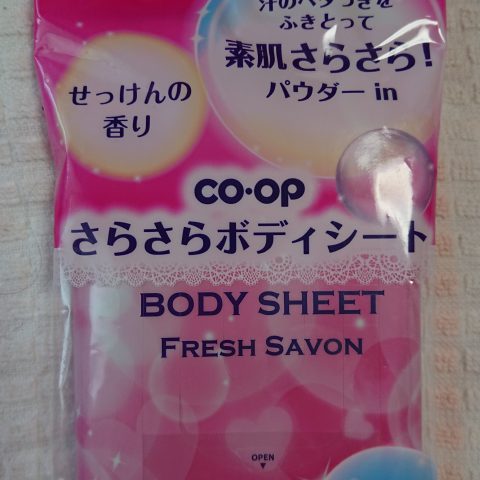 汗のベタつきを
ふきとって
素肌さらさら!
パウダー in
せっけんの
香り
CO·OP
さらさらボディシート
BODY SHEET
FRESH SAVON
OPEN